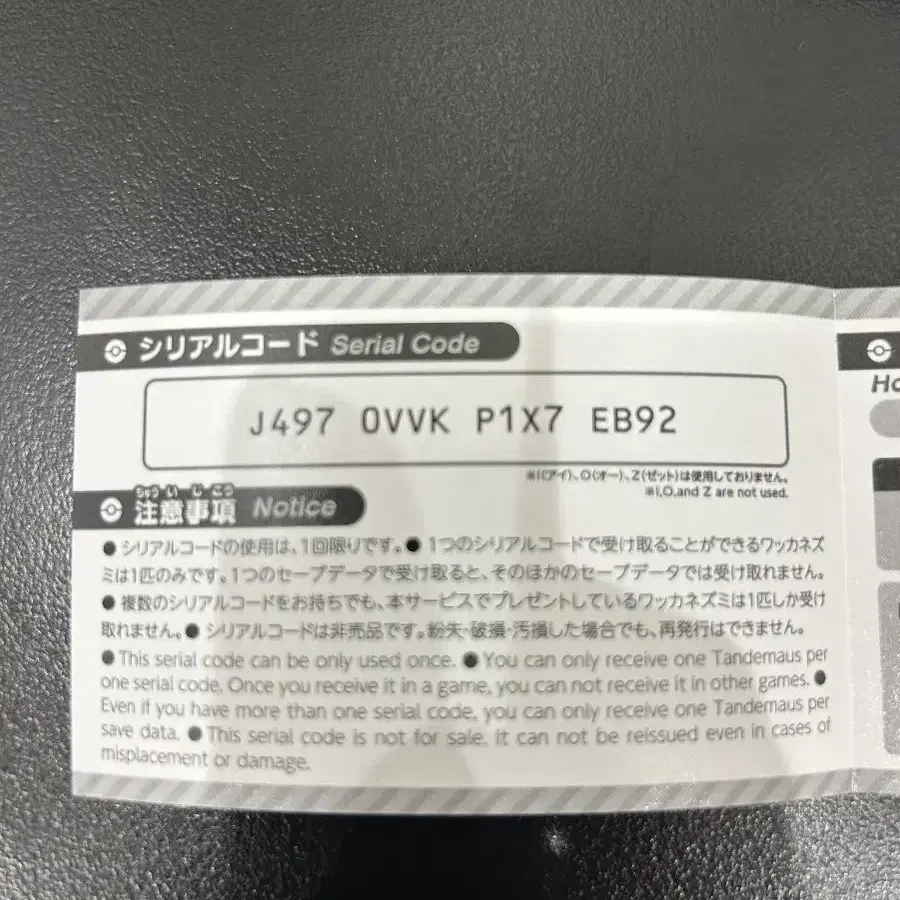 シリアルコード Serial Code
J497 0VVK P1X7 EB92
※I(アイ)、O(オー)、Z(ゼット)は使用しておりません。
※I,O,and Z are not used.
ちゅう い じ こう
注意事項 Notice
●シリアルコードの使用は、1回限りです。●1つのシリアルコードで受け取ることができるワッカネズ
ミは1匹のみです。1つのセーブデータで受け取ると、そのほかのセーブデータでは受け取れません。
●複数のシリアルコードをお持ちでも、本サービスでプレゼントしているワッカネズミは1匹しか受け
取れません。●シリアルコードは非売品です。紛失・破損・汚損した場合でも、再発行はできません。
●This serial code can be only used once. ●You can only receive one Tandemaus per
one serial code. Once you receive it in a game, you can not receive it in other games.●
Even if you have more than one serial code, you can only receive one Tandemaus per
save data. ●This serial code is not for sale. It can not be reissued even in cases of
misplacement or damage.